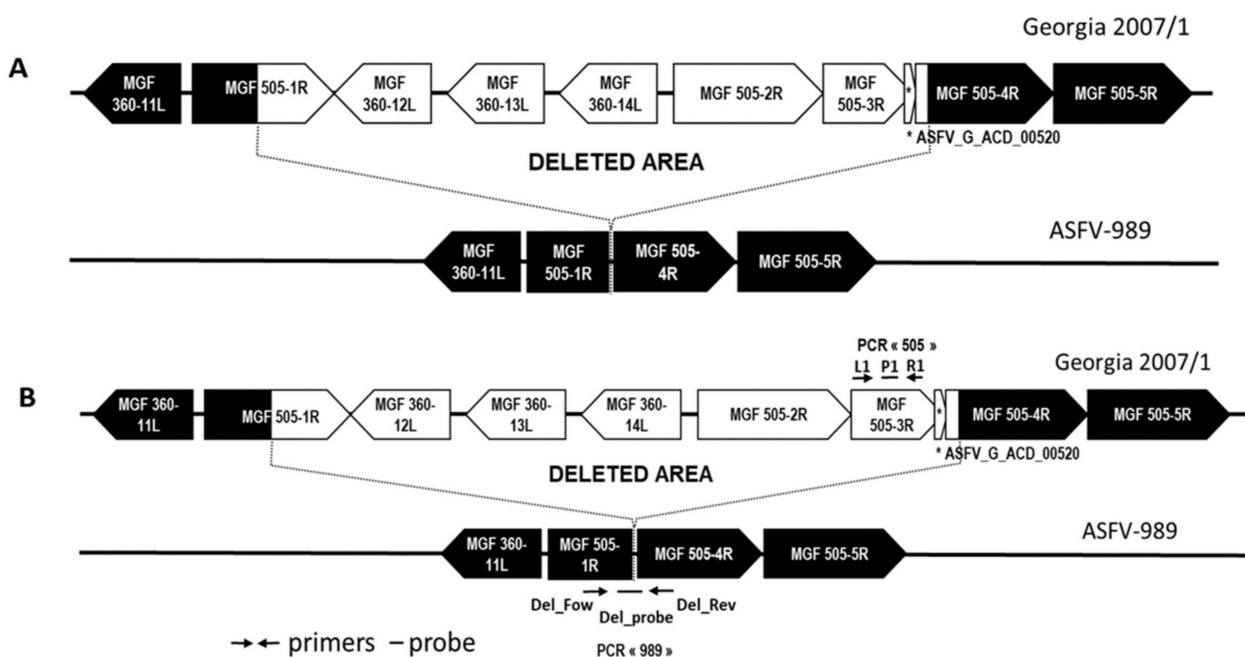 Georgia 2007/1
A
MGF
360-11L
MGF 505-1R
MGF
360-12L
MGF
360-13L
MGF
360-14L
MGF 505-2R
MGF
505-3R
*
MGF 505-4R
MGF 505-5R
* ASFV_G_ACD_00520
DELETED AREA
ASFV-989
MGF
360-11L
MGF
505-1R
MGF 505-
4R
MGF 505-5R
PCR « 505 »
L1 P1 R1
Georgia 2007/1
B
MGF 360-
11L
MGF 505-1R
MGF 360-
12L
MGF 360-
13L
MGF 360-
14L
MGF 505-2R
MGF
505-3R
*
MGF 505-4R
MGF 505-5R
* ASFV_G_ACD_00520
DELETED AREA
ASFV-989
MGF 360-
11L
MGF 505-
1R
MGF 505-4R
MGF 505-5R
Del_Fow
Del_probe
Del_Rev
primers
probe
PCR « 989 »